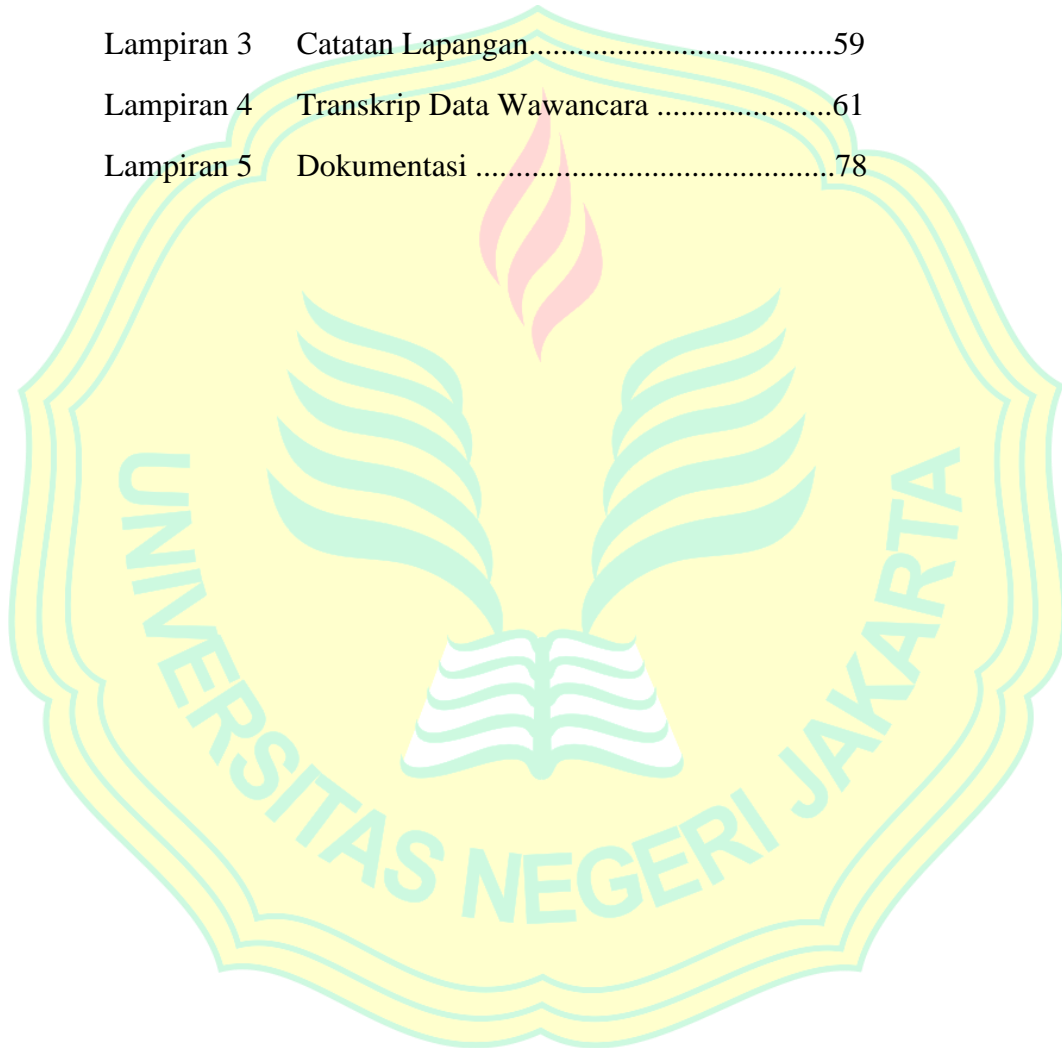 Lampiran 3 Catatan Lapangan......................................59
Lampiran 4 Transkrip Data Wawancara ......................61
Lampiran 5 Dokumentasi .............................................78
UNIVERSITAS NEGERI JAKARTA